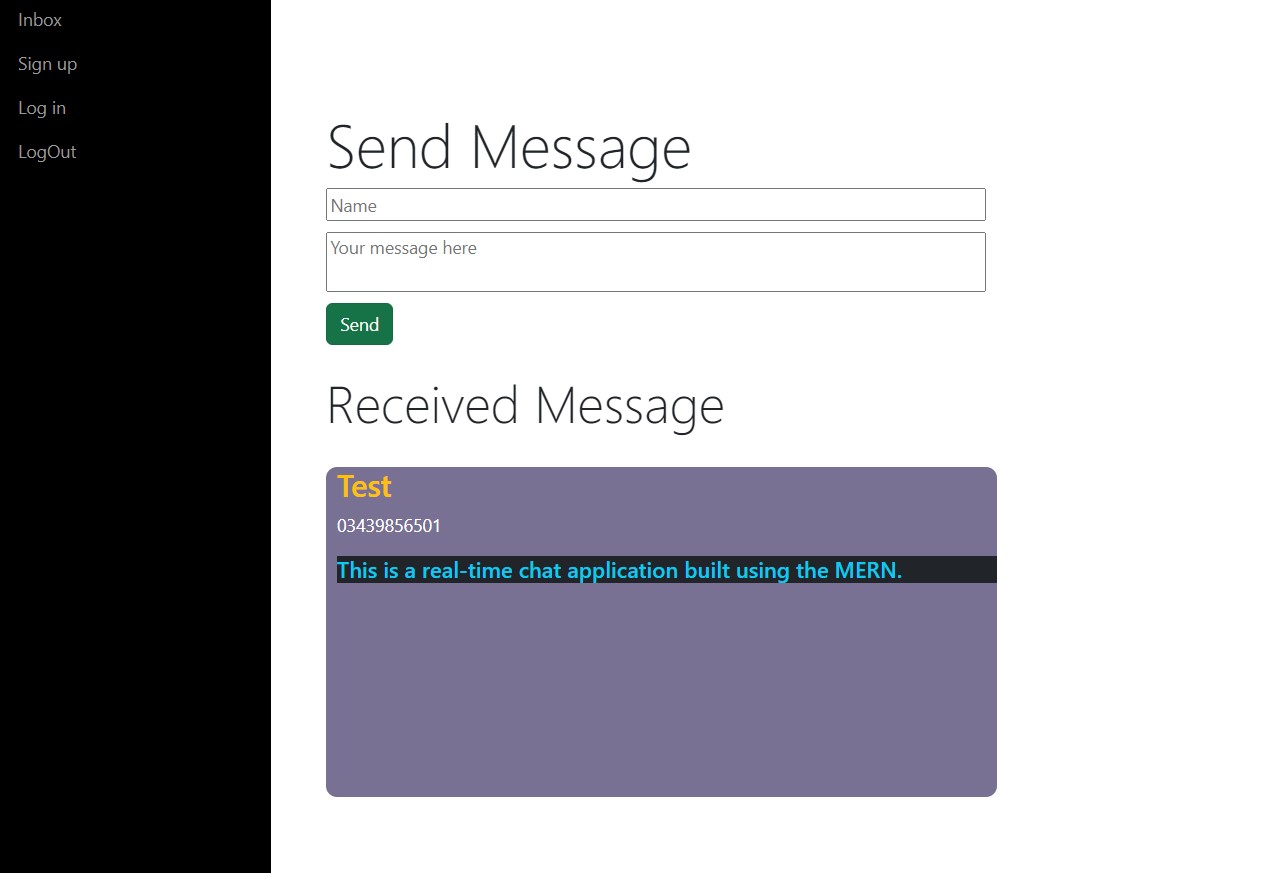 Inbox
Sign up
Log in
LogOut
Send Message
Name
Your message here
Send
Received Message
Test
03439856501
This is a real-time chat application built using the MERN.